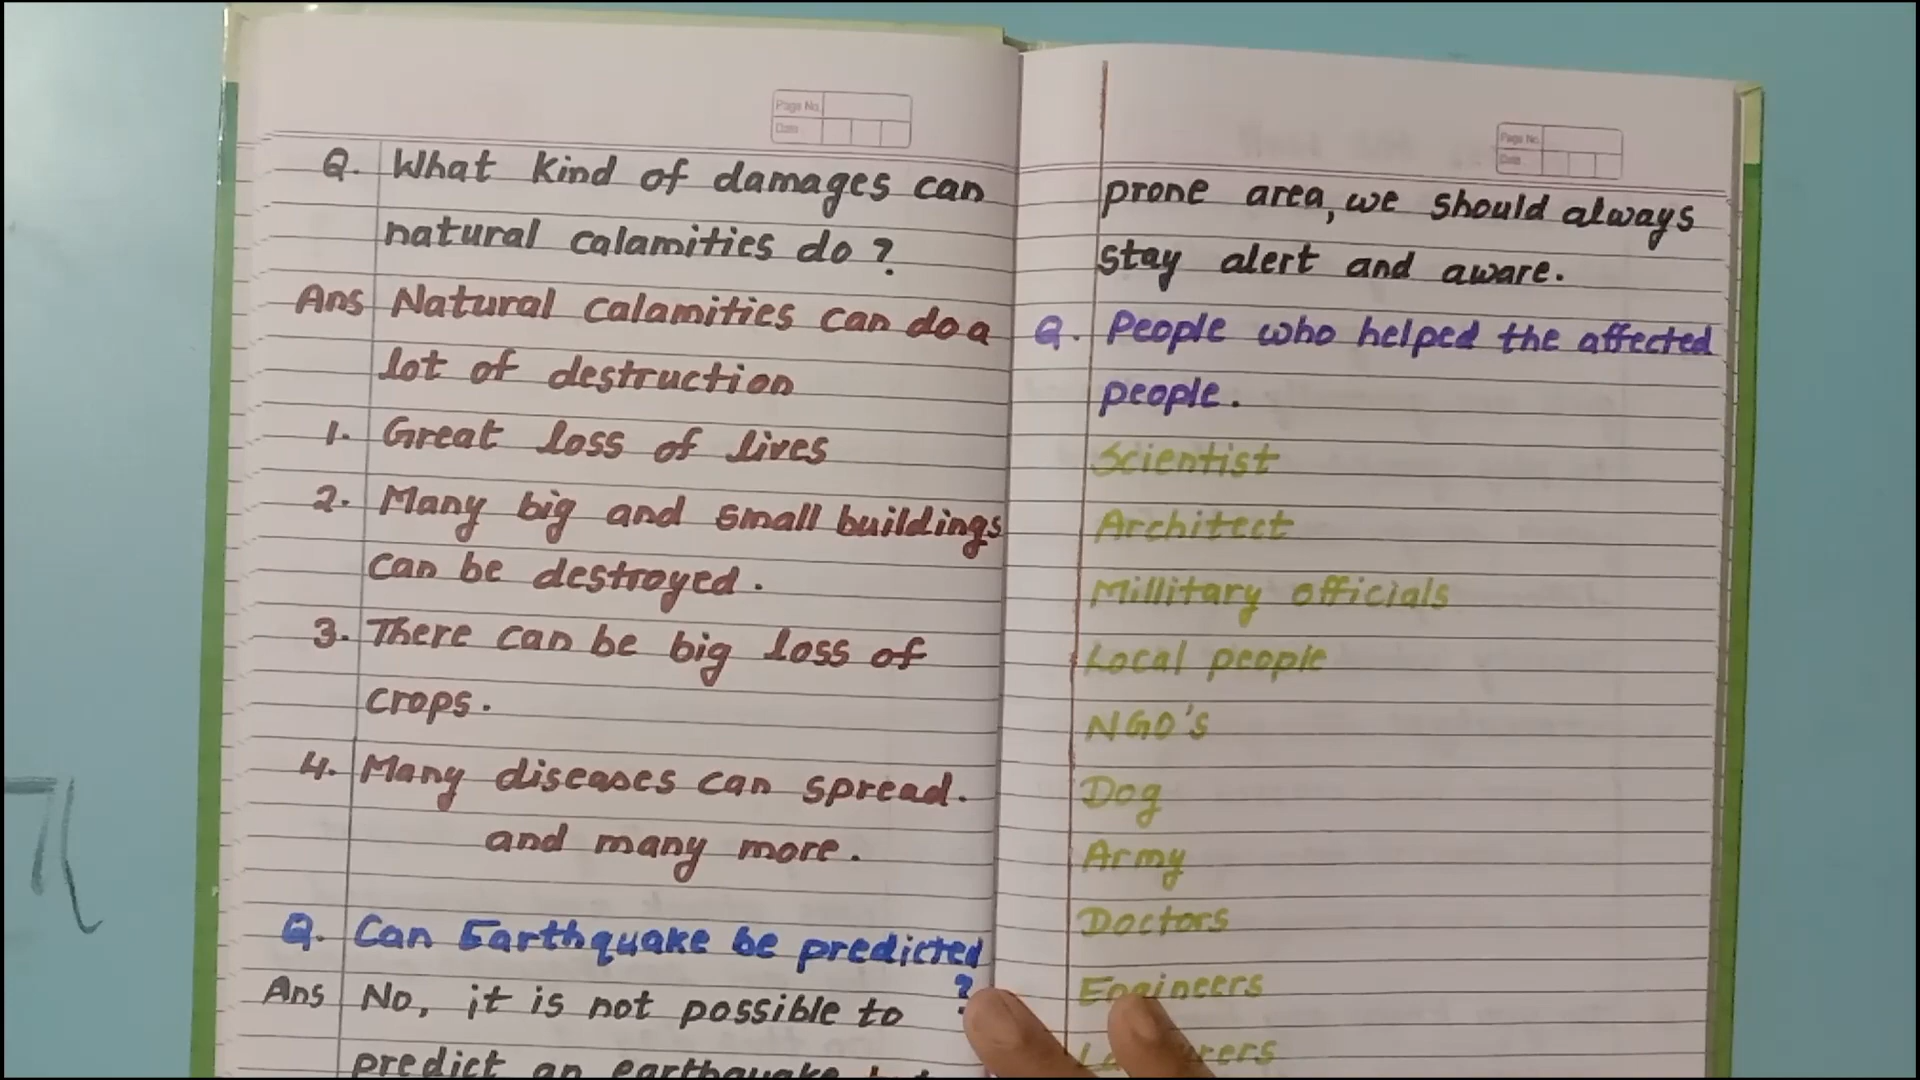 Page No.
Date
Q. What kind of damages can
natural calamities do ?
Ans Natural calamities can do a
lot of destruction
1. Great loss of lives
2. Many big and small buildings
can be destroyed.
3. There can be big loss of
crops.
4. Many diseases can spread.
and many more.
Q. Can Earthquake be predicted
?
Ans No, it is not possible to
predict an earthquake
Page No.
Date
prone area, we should always
stay alert and aware.
Q. People who helped the affected
people.
Scientist
Architect
Millitary officials
Local people
NGO's
Dog
Army
Doctors
Engineers